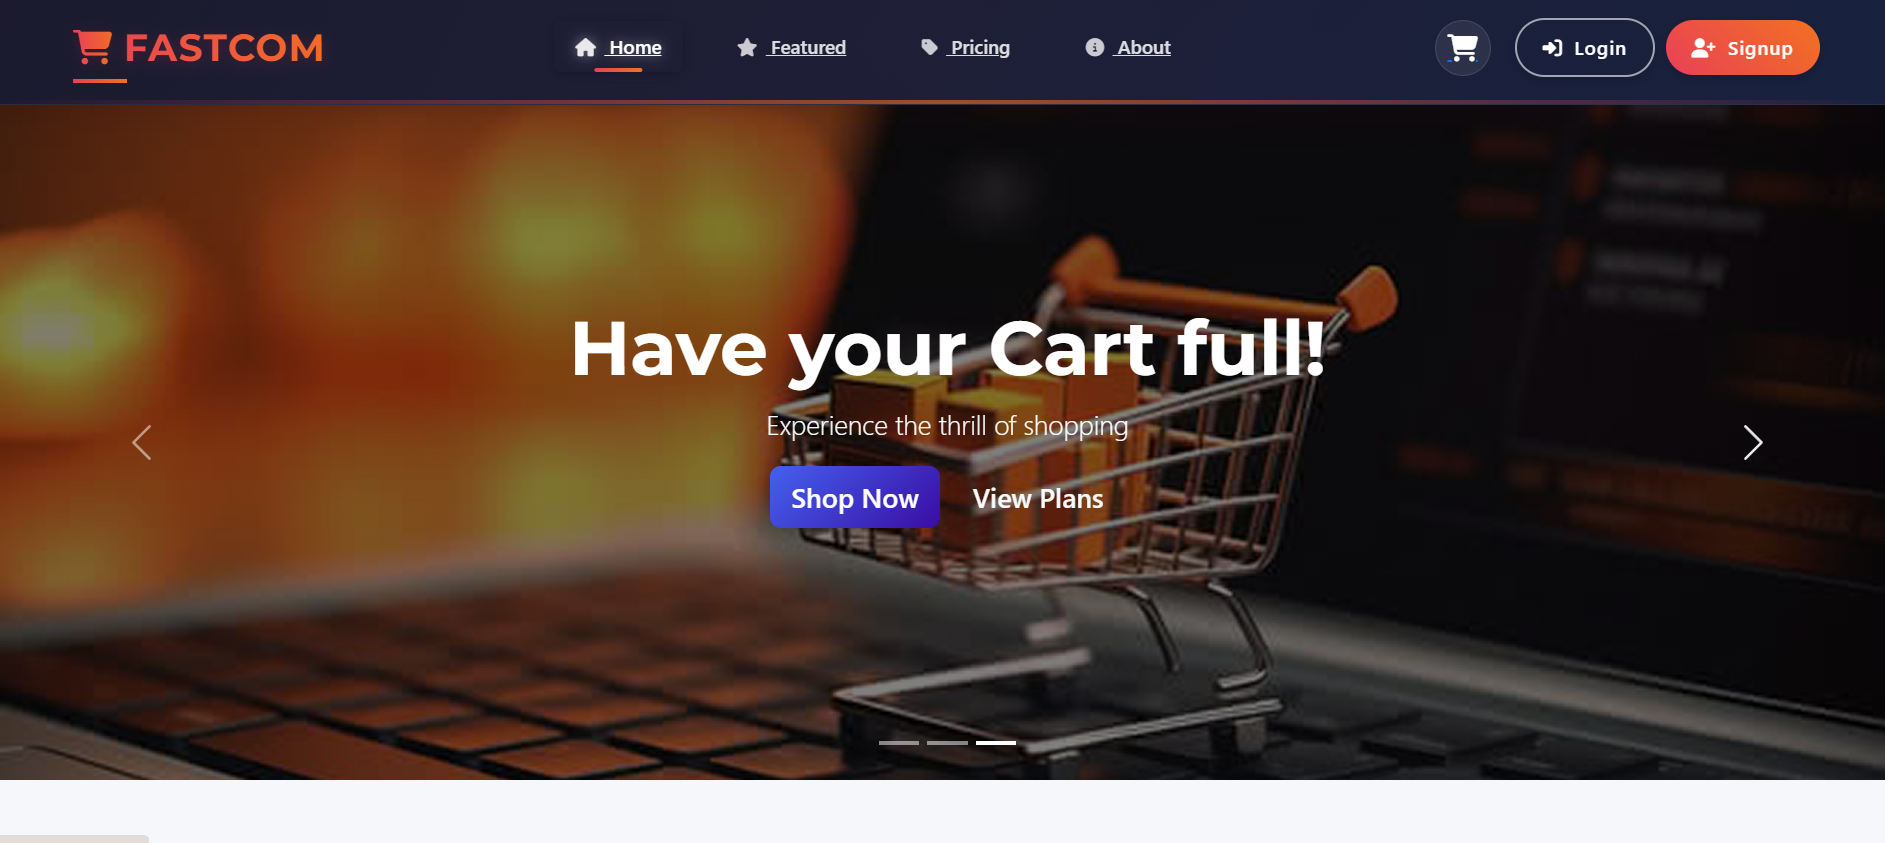 FASTCOM
Home
Featured
Pricing
About
Login
Signup
Have your Cart full!
Experience the thrill of shopping
Shop Now
View Plans